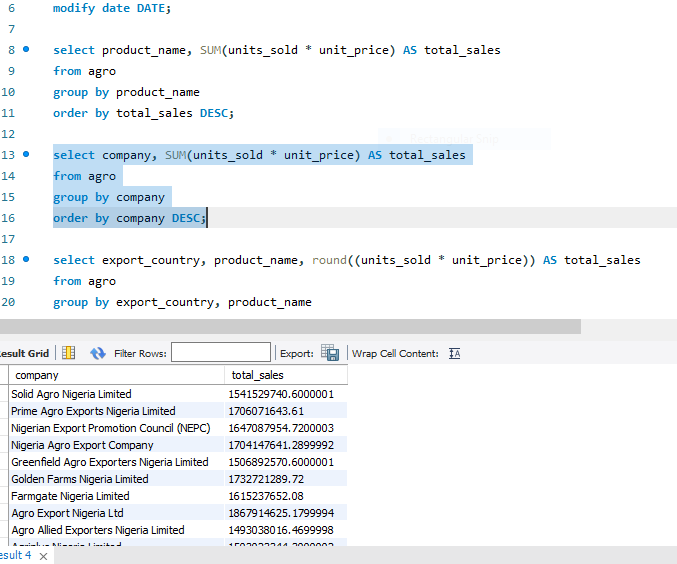 6 modify date DATE;
7
8 select product_name, SUM(units_sold * unit_price) AS total_sales
9 from agro
10 group by product_name
11 order by total_sales DESC;
12
13 select company, SUM(units_sold * unit_price) AS total_sales
14 from agro
15 group by company
16 order by company DESC;
17
18 select export_country, product_name, round((units_sold * unit_price)) AS total_sales
19 from agro
20 group by export_country, product_name
esult Grid Filter Rows: Export: Wrap Cell Content:
company total_sales
Solid Agro Nigeria Limited 1541529740.6000001
Prime Agro Exports Nigeria Limited 1706071643.61
Nigerian Export Promotion Council (NEPC) 1647087954.7200003
Nigeria Agro Export Company 1704147641.2899992
Greenfield Agro Exporters Nigeria Limited 1506892570.6000001
Golden Farms Nigeria Limited 1732721289.72
Farmgate Nigeria Limited 1615237652.08
Agro Export Nigeria Ltd 1867914625.1799994
Agro Allied Exporters Nigeria Limited 1493038016.4699998
esult 4